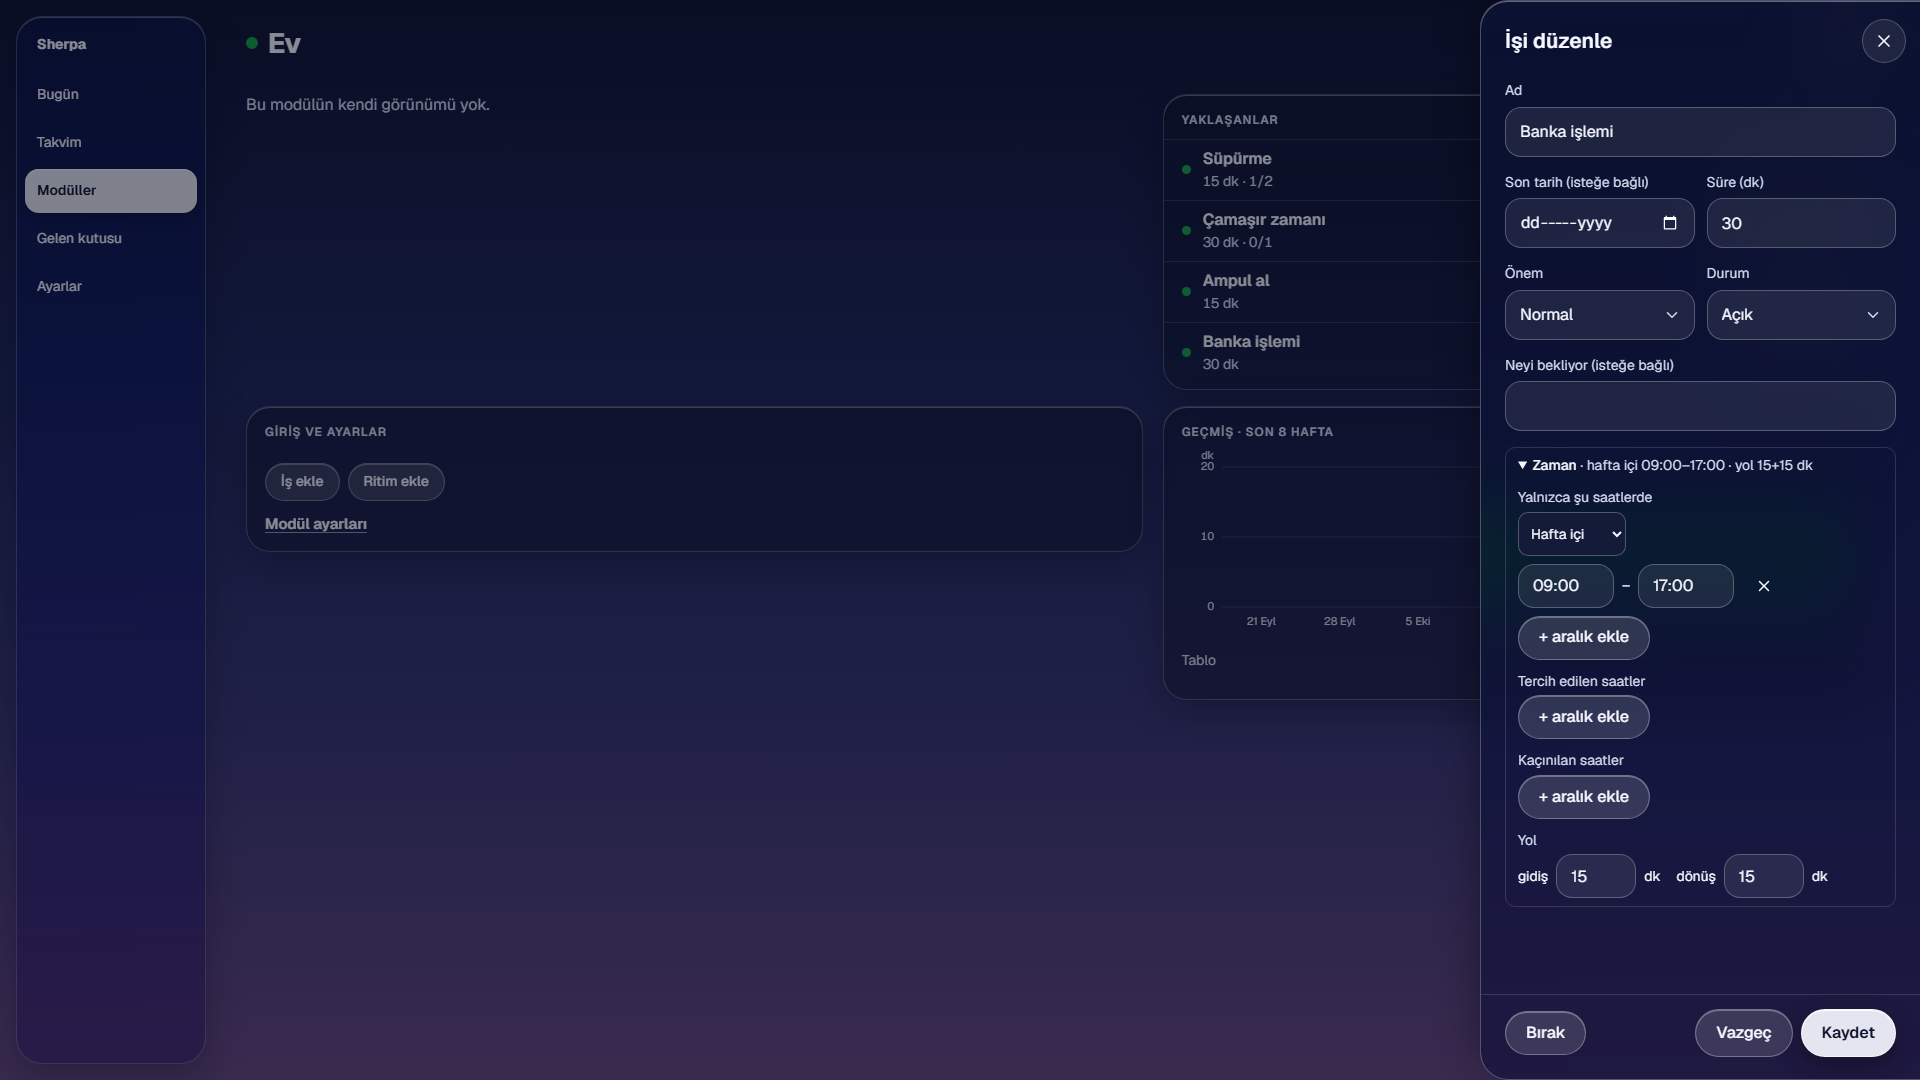 Sherpa
Bugün
Takvim
Modüller
Gelen kutusu
Ayarlar
Ev
Bu modülün kendi görünümü yok.
YAKLAŞANLAR
Süpürme
15 dk · 1/2
Çamaşır zamanı
30 dk · 0/1
Ampul al
15 dk
Banka işlemi
30 dk
GİRİŞ VE AYARLAR
İş ekle
Ritim ekle
Modül ayarları
GEÇMİŞ · SON 8 HAFTA
dk
20
10
0
21 Eyl
28 Eyl
5 Eki
Tablo
İşi düzenle
Ad
Banka işlemi
Son tarih (isteğe bağlı)
Süre (dk)
dd-----yyyy
30
Önem
Durum
Normal
Açık
Neyi bekliyor (isteğe bağlı)
▼ Zaman · hafta içi 09:00–17:00 · yol 15+15 dk
Yalnızca şu saatlerde
Hafta içi
09:00 – 17:00
+ aralık ekle
Tercih edilen saatler
+ aralık ekle
Kaçınılan saatler
+ aralık ekle
Yol
gidiş 15 dk dönüş 15 dk
Bırak
Vazgeç
Kaydet